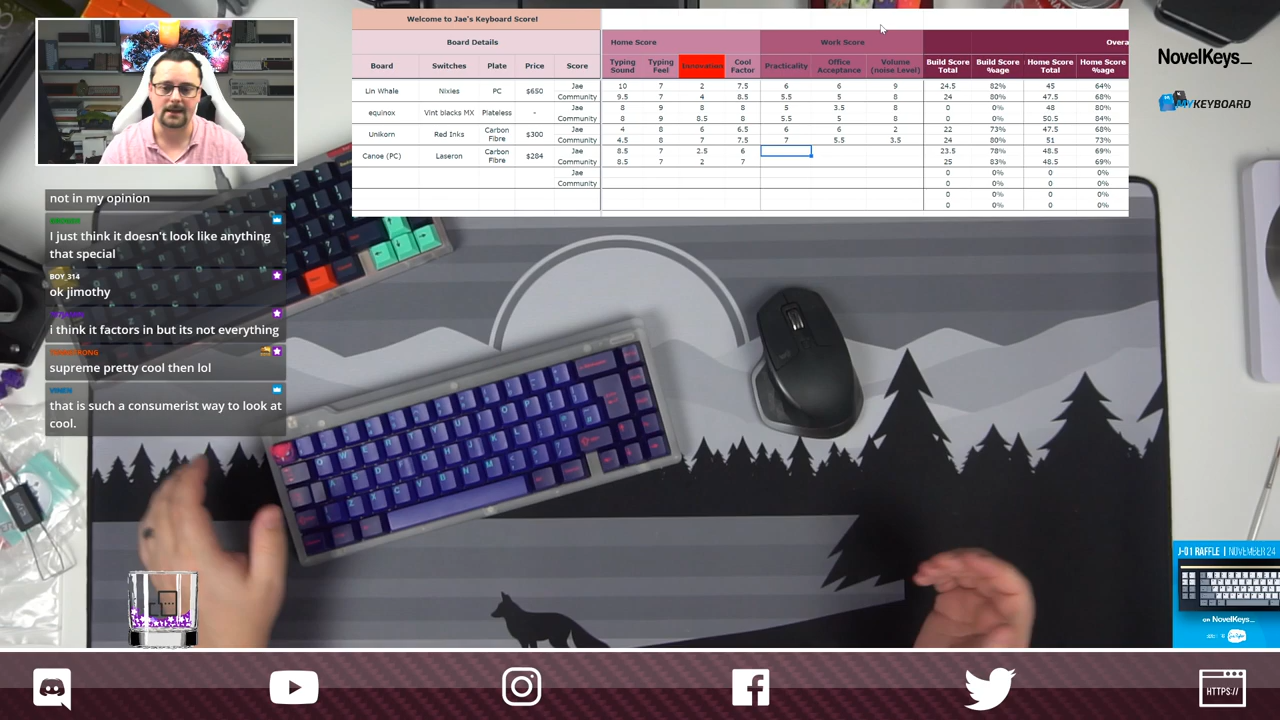 Welcome to Jae's Keyboard Score!
Board Details Home Score Work Score Overa
Board Switches Plate Price Score Typing Sound Typing Feel Innovation Cool Factor Practicality Office Acceptance Volume (noise Level) Build Score Total Build Score %age Home Score Total Home Score %age
Lin Whale Nixies PC $650 Jae 10 7 2 7.5 6 6 9 24.5 82% 45 64%
Community 9.5 7 4 8.5 5.5 5 8 24 80% 47.5 68%
equinox Vint blacks MX Plateless - Jae 8 9 8 8 5 3.5 8 0 0% 48 80%
Community 8 9 8.5 8 5.5 5 8 0 0% 50.5 84%
Unikorn Red Inks Carbon Fibre $300 Jae 4 8 6 6.5 6 6 2 22 73% 47.5 68%
Community 4.5 8 7 7.5 7 5.5 3.5 24 80% 51 73%
Canoe (PC) Laseron Carbon Fibre $284 Jae 8.5 7 2.5 6 23.5 78% 48.5 69%
Community 8.5 7 2 7 25 83% 48.5 69%
Jae 0 0% 0 0%
Community 0 0% 0 0%
0 0% 0 0%
0 0% 0 0%
NovelKeys_
MYKEYBOARD
not in my opinion
I just think it doesn't look like anything
that special
BOY_314
ok jimothy
i think it factors in but its not everything
supreme pretty cool then lol
that is such a consumerist way to look at
cool.
J-01 RAFFLE | NOVEMBER 24
ON NovelKeys_
HTTPS://